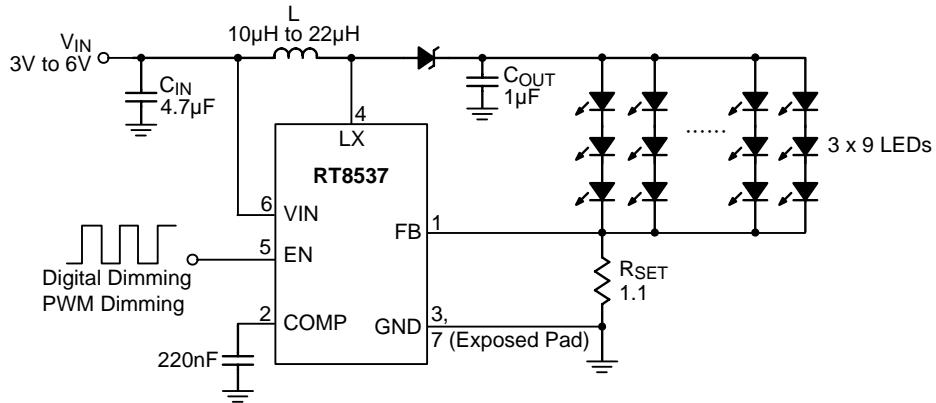 L
10µH to 22µH
VIN
3V to 6V
CIN
4.7µF
COUT
1µF
4
LX
RT8537
......
3 x 9 LEDs
6
VIN
FB
1
5
EN
Digital Dimming
PWM Dimming
RSET
1.1
2
COMP
GND
3,
7 (Exposed Pad)
220nF